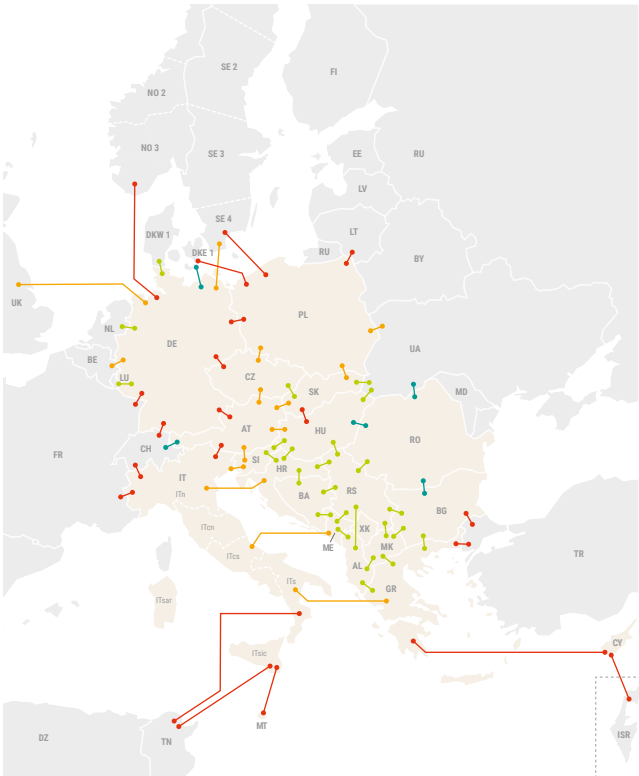 SE 2
FI
NO 2
NO 3
SE 3
EE
RU
LV
SE 4
DKW 1
LT
DKE 1
RU
BY
UK
PL
NL
DE
UA
BE
LU
CZ
SK
MD
AT
HU
RO
FR
CH
SI
HR
IT
ITn
BA
RS
BG
ITcn
XK
ME
MK
TR
ITcs
AL
ITs
GR
ITsar
CY
ITsic
MT
ISR
DZ
TN